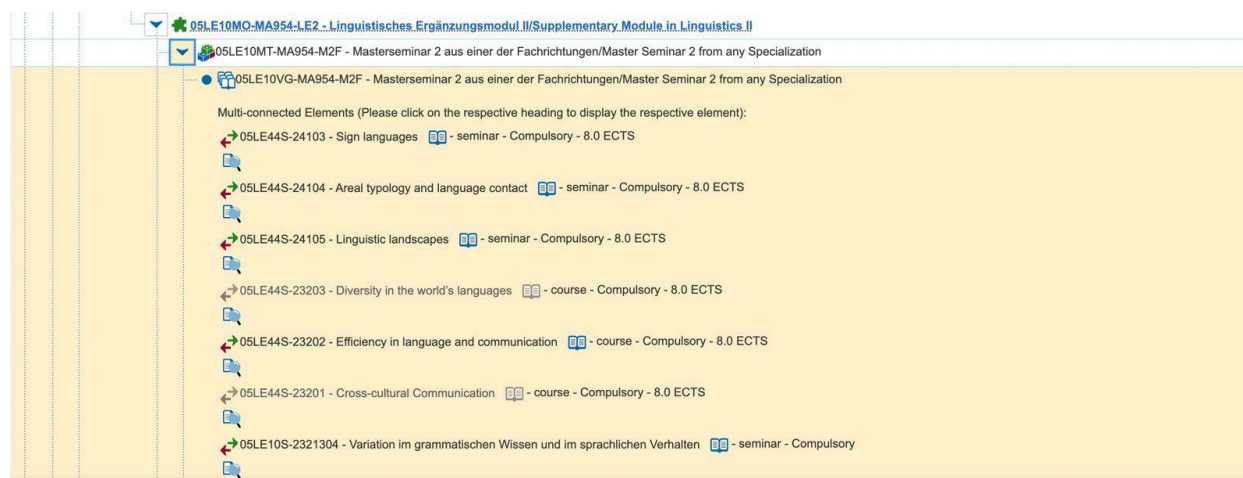 05LE10MO-MA954-LE2 - Linguistisches Ergänzungsmodul II/Supplementary Module in Linguistics II
05LE10MT-MA954-M2F - Masterseminar 2 aus einer der Fachrichtungen/Master Seminar 2 from any Specialization
05LE10VG-MA954-M2F - Masterseminar 2 aus einer der Fachrichtungen/Master Seminar 2 from any Specialization
Multi-connected Elements (Please click on the respective heading to display the respective element):
05LE44S-24103 - Sign languages - seminar - Compulsory - 8.0 ECTS
05LE44S-24104 - Areal typology and language contact - seminar - Compulsory - 8.0 ECTS
05LE44S-24105 - Linguistic landscapes - seminar - Compulsory - 8.0 ECTS
05LE44S-23203 - Diversity in the world's languages - course - Compulsory - 8.0 ECTS
05LE44S-23202 - Efficiency in language and communication - course - Compulsory - 8.0 ECTS
05LE44S-23201 - Cross-cultural Communication - course - Compulsory - 8.0 ECTS
05LE10S-2321304 - Variation im grammatischen Wissen und im sprachlichen Verhalten - seminar - Compulsory